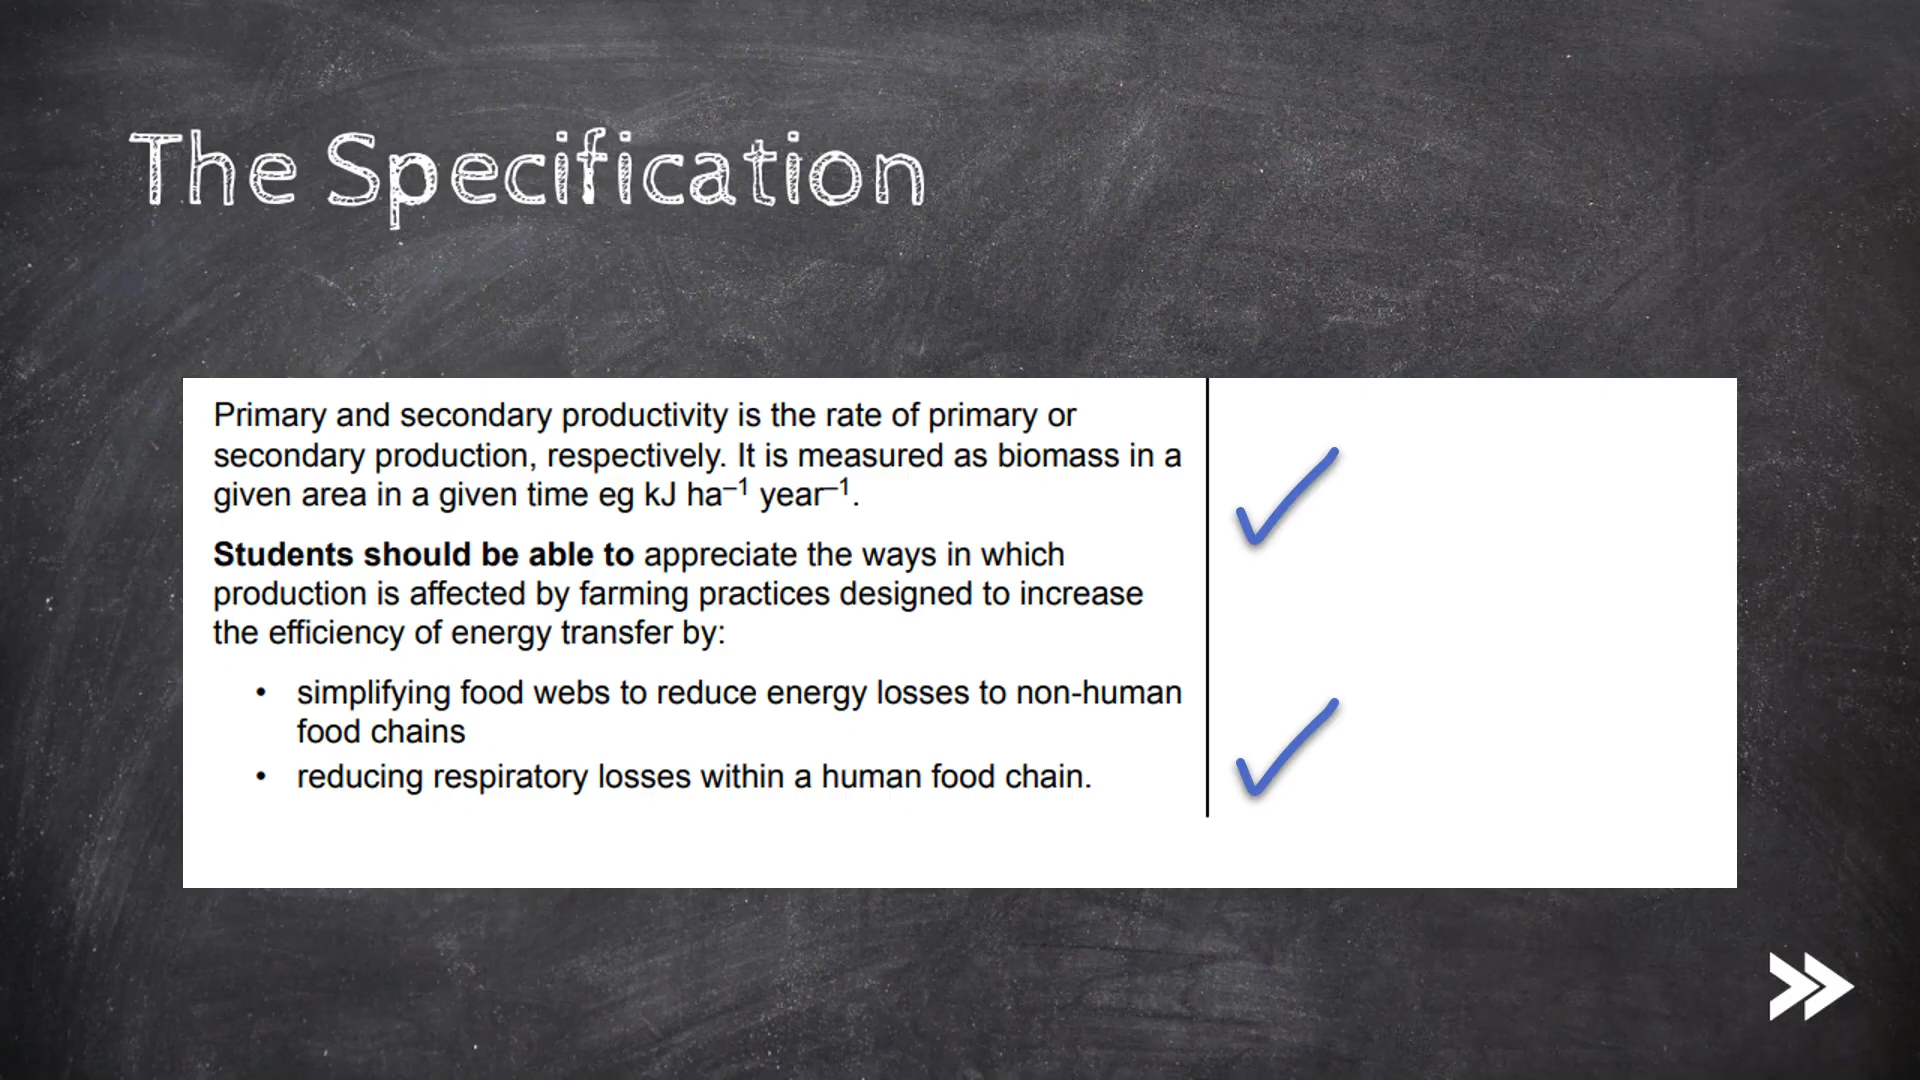 The Specification
Primary and secondary productivity is the rate of primary or
secondary production, respectively. It is measured as biomass in a
given area in a given time eg kJ ha⁻¹ year⁻¹.
Students should be able to appreciate the ways in which
production is affected by farming practices designed to increase
the efficiency of energy transfer by:
• simplifying food webs to reduce energy losses to non-human
food chains
• reducing respiratory losses within a human food chain.